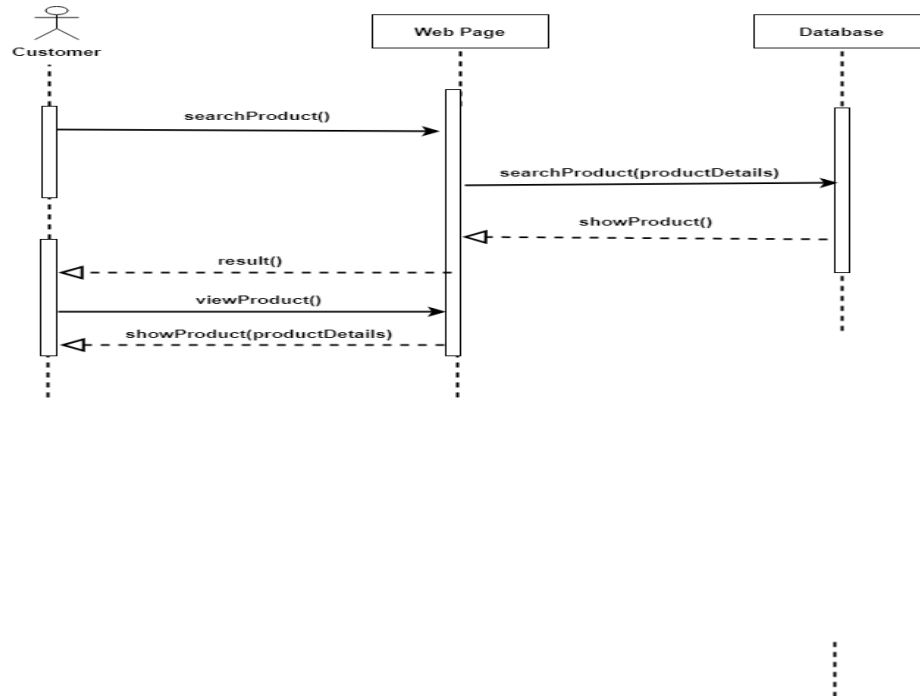 Customer
Web Page
Database
searchProduct()
searchProduct(productDetails)
showProduct()
result()
viewProduct()
showProduct(productDetails)